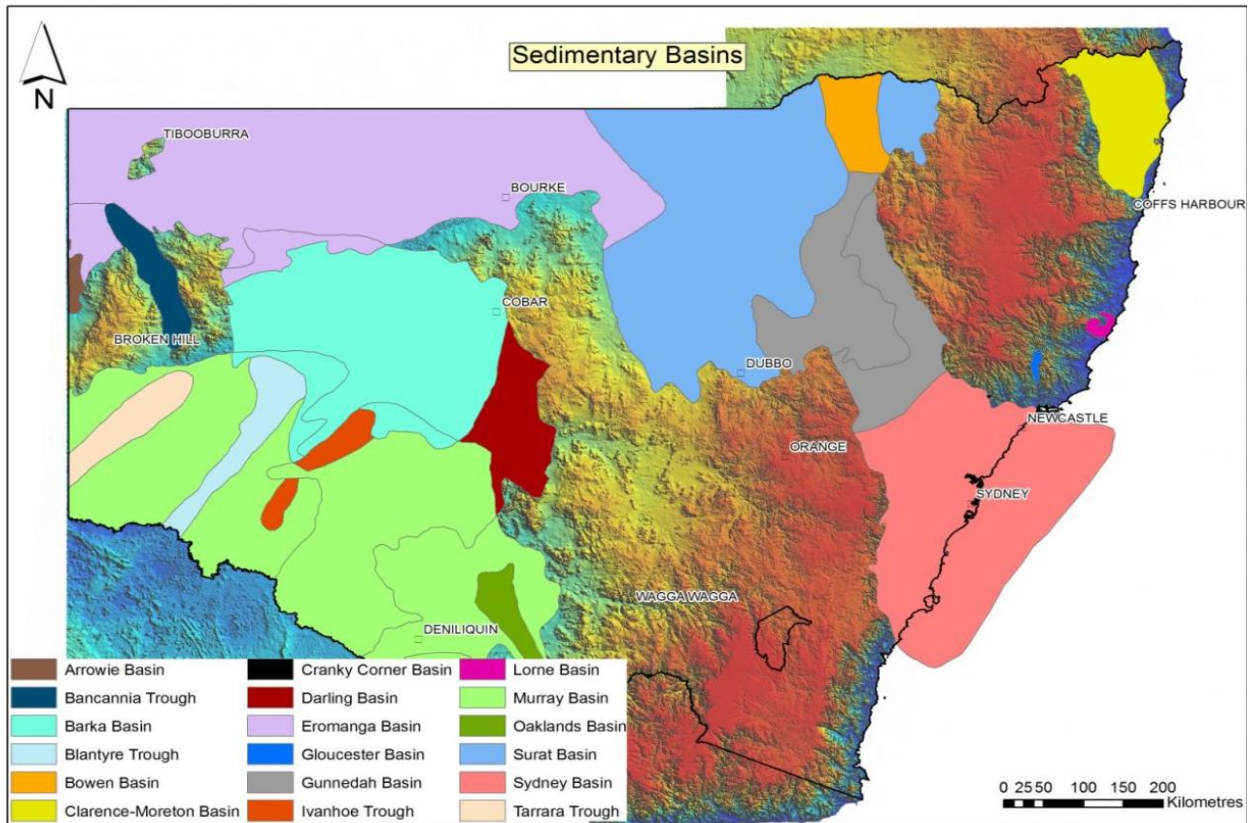 Sedimentary Basins
N
TIBOOBURRA
BOURKE
COFFS HARBOUR
COBAR
BROKEN HILL
DUBBO
NEWCASTLE
ORANGE
SYDNEY
WAGGA WAGGA
DENILIQUIN
Arrowie Basin
Bancannia Trough
Barka Basin
Blantyre Trough
Bowen Basin
Clarence-Moreton Basin
Cranky Corner Basin
Darling Basin
Eromanga Basin
Gloucester Basin
Gunnedah Basin
Ivanhoe Trough
Lorne Basin
Murray Basin
Oaklands Basin
Surat Basin
Sydney Basin
Tarrara Trough
0 25 50 100 150 200
Kilometres